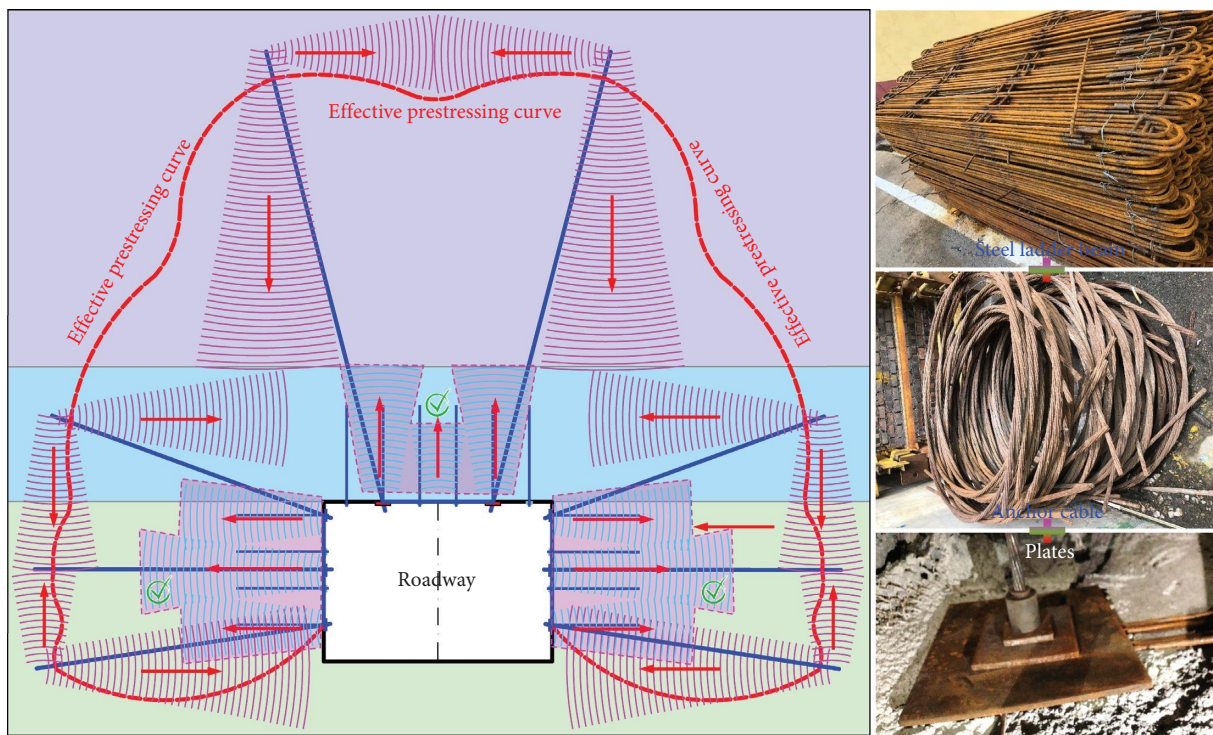 Effective prestressing curve
Effective prestressing curve
Effective prestressing curve
Roadway
Steel ladder beam
Anchor cable
Plates